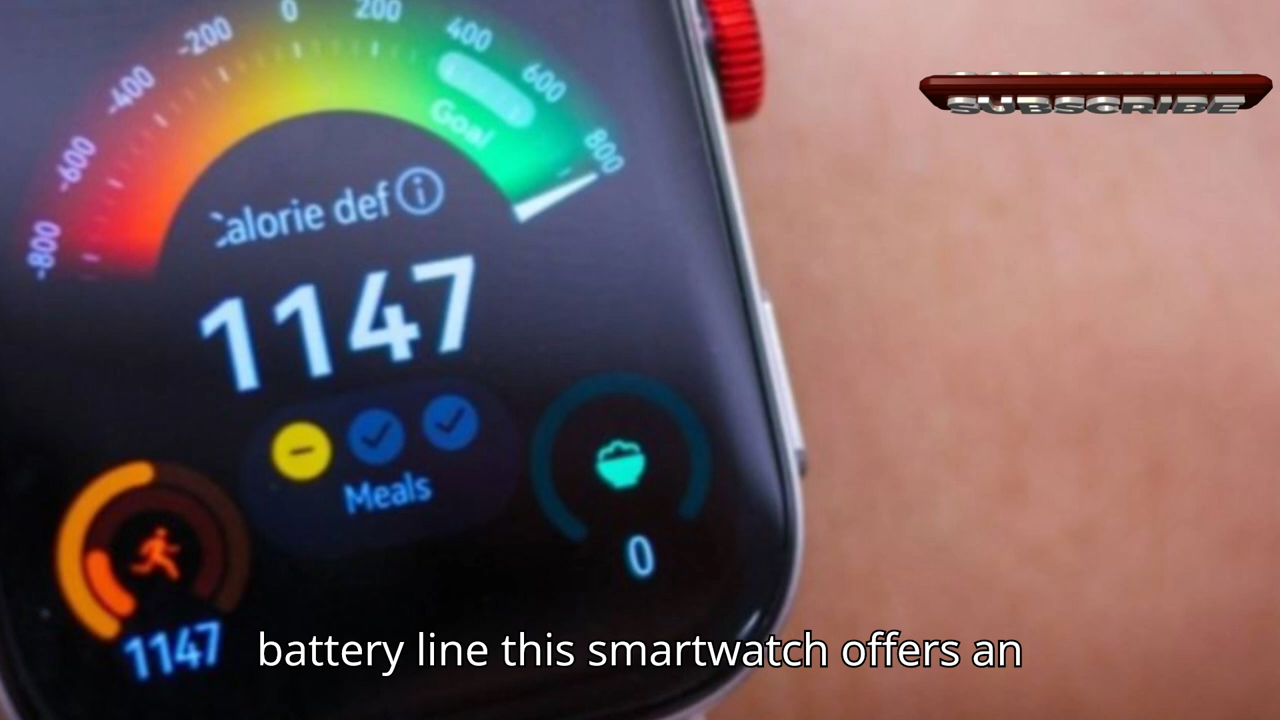 -800
-600
-400
-200
0
200
400
600
800
Goal
SUBSCRIBE
alorie def i
1147
Meals
1147
0
battery line this smartwatch offers an